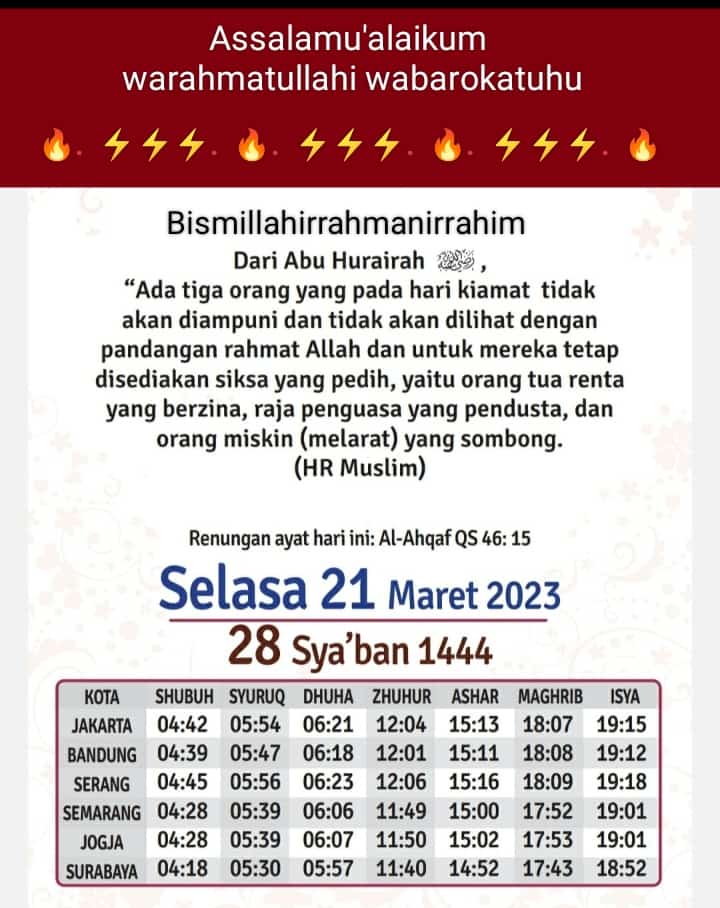 Assalamu'alaikum
warahmatullahi wabarokatuhu
🔥. ⚡⚡⚡. 🔥. ⚡⚡⚡. 🔥. ⚡⚡⚡. 🔥
Bismillahirrahmanirrahim
Dari Abu Hurairah ,
“Ada tiga orang yang pada hari kiamat tidak
akan diampuni dan tidak akan dilihat dengan
pandangan rahmat Allah dan untuk mereka tetap
disediakan siksa yang pedih, yaitu orang tua renta
yang berzina, raja penguasa yang pendusta, dan
orang miskin (melarat) yang sombong.
(HR Muslim)
Renungan ayat hari ini: Al-Ahqaf QS 46: 15
Selasa 21 Maret 2023
28 Sya’ban 1444
KOTA SHUBUH SYURUQ DHUHA ZHUHUR ASHAR MAGHRIB ISYA
JAKARTA 04:42 05:54 06:21 12:04 15:13 18:07 19:15
BANDUNG 04:39 05:47 06:18 12:01 15:11 18:08 19:12
SERANG 04:45 05:56 06:23 12:06 15:16 18:09 19:18
SEMARANG 04:28 05:39 06:06 11:49 15:00 17:52 19:01
JOGJA 04:28 05:39 06:07 11:50 15:02 17:53 19:01
SURABAYA 04:18 05:30 05:57 11:40 14:52 17:43 18:52